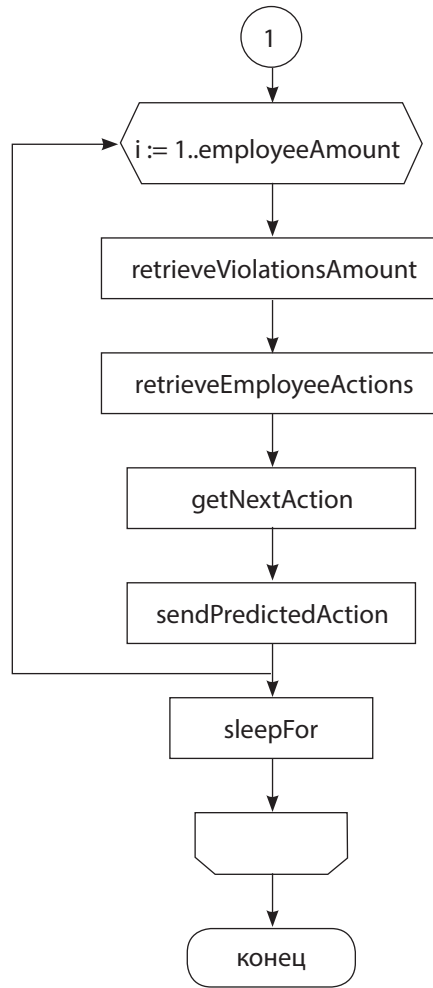 1
i := 1..employeeAmount
retrieveViolationsAmount
retrieveEmployeeActions
getNextAction
sendPredictedAction
sleepFor
конец